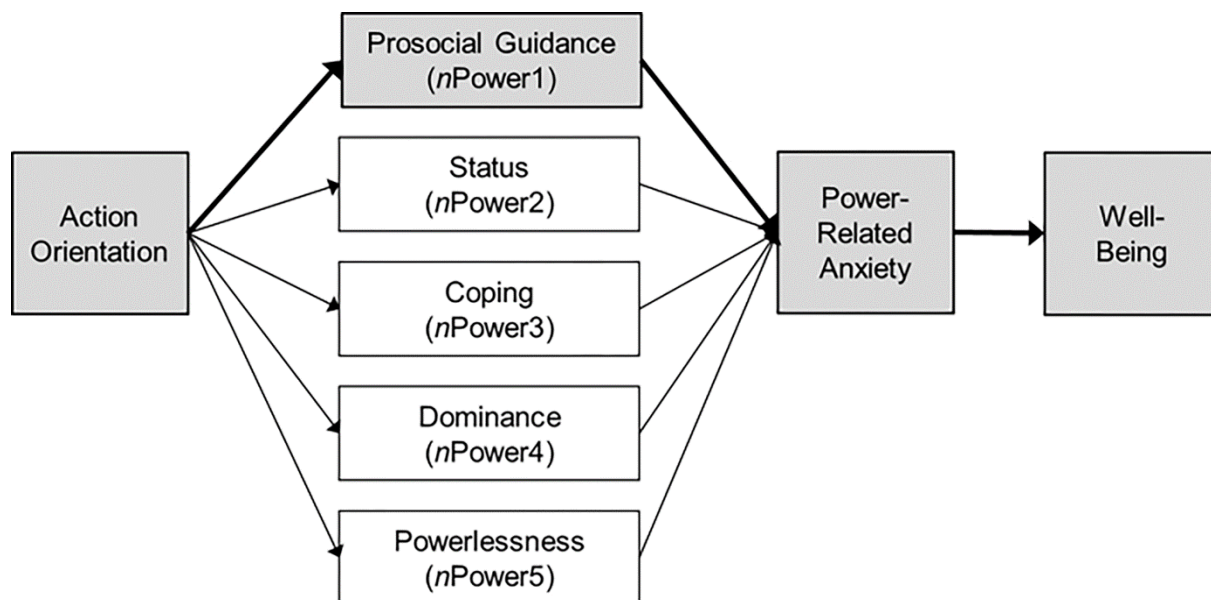 Prosocial Guidance
(nPower1)
Status
(nPower2)
Action
Orientation
Coping
(nPower3)
Power-
Related
Anxiety
Well-
Being
Dominance
(nPower4)
Powerlessness
(nPower5)